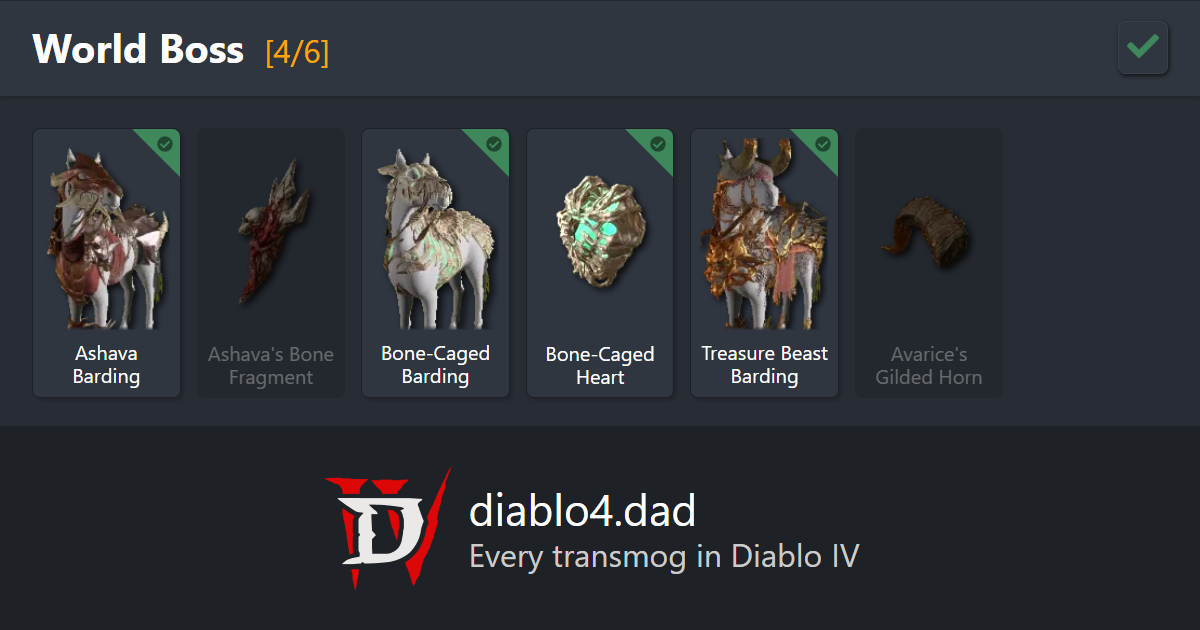 World Boss [4/6]
Ashava
Barding
Ashava's Bone
Fragment
Bone-Caged
Barding
Bone-Caged
Heart
Treasure Beast
Barding
Avarice's
Gilded Horn
D
diablo4.dad
Every transmog in Diablo IV